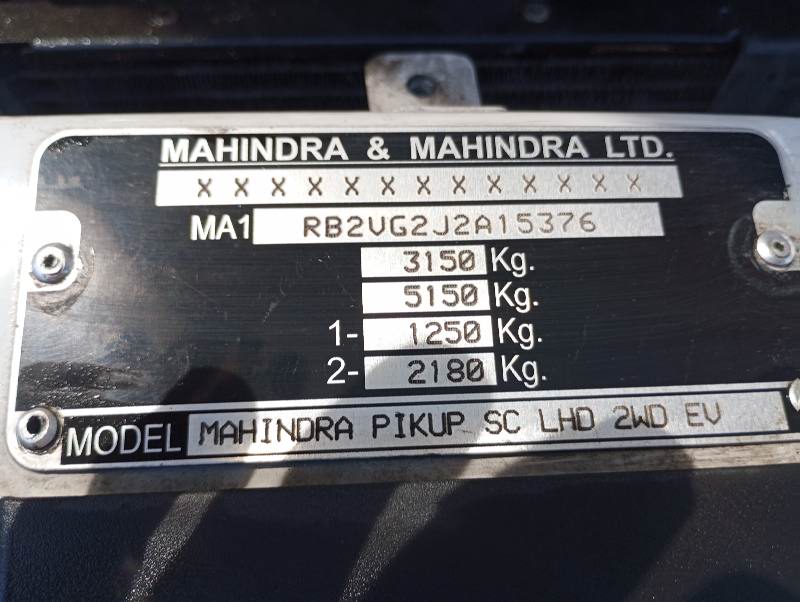 MAHINDRA & MAHINDRA LTD.
X X X X X X X X X X X X X
MA1 RB2VG2J2A15376
3150 Kg.
5150 Kg.
1- 1250 Kg.
2- 2180 Kg.
MODEL MAHINDRA PIKUP SC LHD 2WD EV